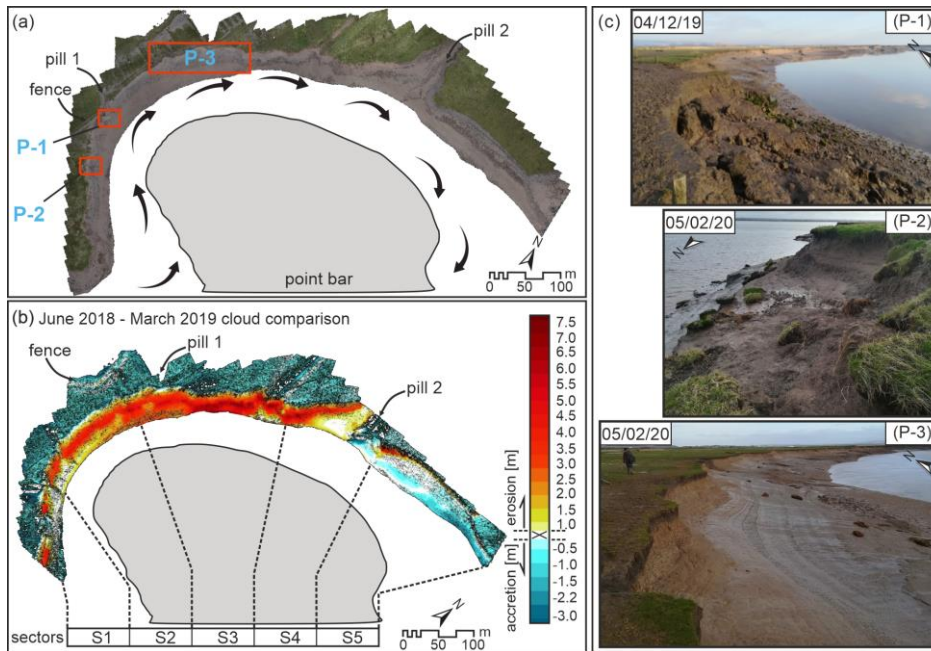 (a)
pill 2
pill 1
P-3
fence
P-1
P-2
point bar
N
0 50 100 m
(b) June 2018 - March 2019 cloud comparison
fence
pill 1
pill 2
7.5
7.0
6.5
6.0
5.5
5.0
4.5
4.0
3.5
3.0
2.5
2.0
1.5
1.0
-0.5
-1.0
-1.5
-2.2
-2.5
-3.0
erosion [m]
accretion [m]
N
0 50 100 m
sectors S1 S2 S3 S4 S5
(c)
04/12/19 (P-1)
N
05/02/20 (P-2)
N
05/02/20 (P-3)
N